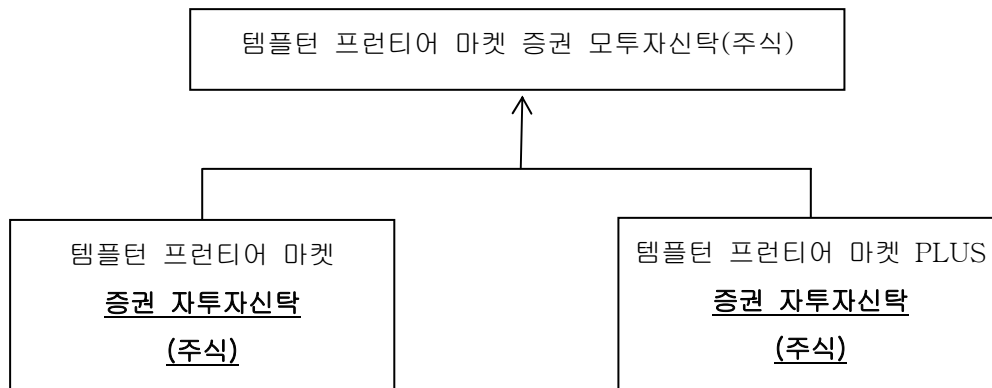 템플턴 프런티어 마켓 증권 모투자신탁(주식)
템플턴 프런티어 마켓
증권 자투자신탁
(주식)
템플턴 프런티어 마켓 PLUS
증권 자투자신탁
(주식)